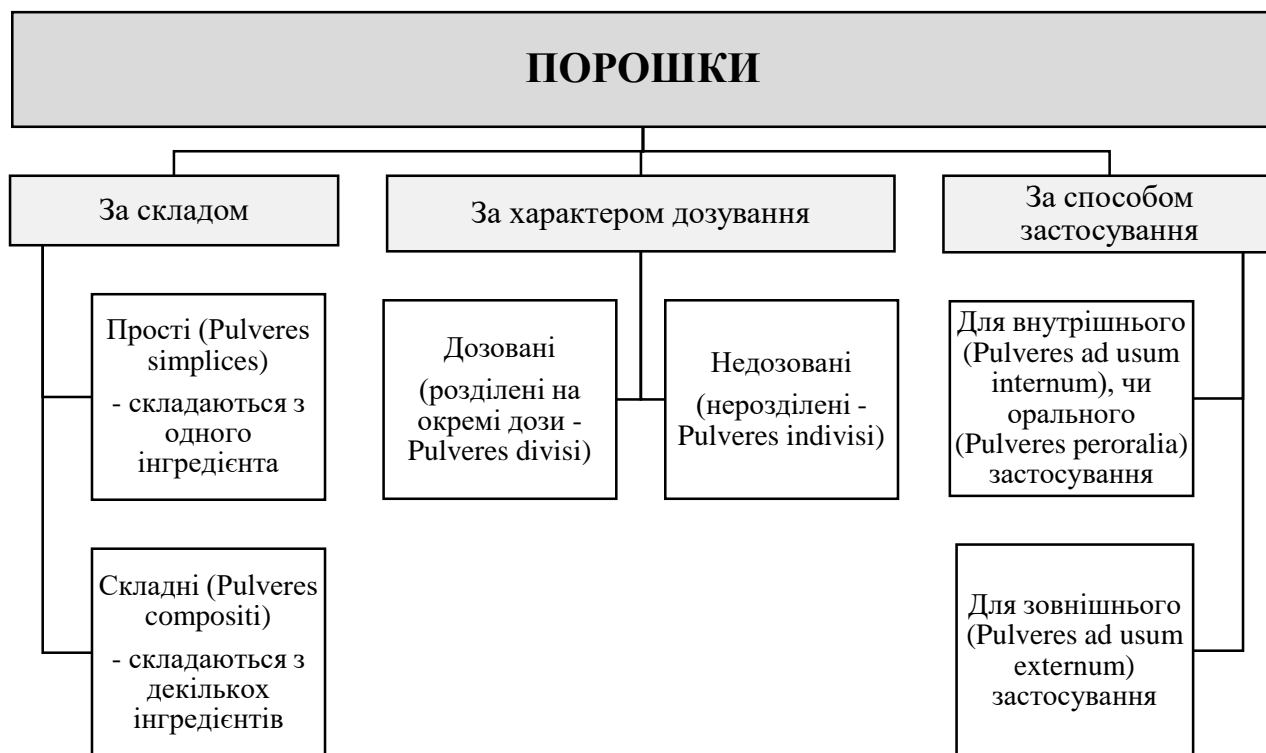 ПОРОШКИ
За складом
Прості (Pulveres
simplices)
- складаються з
одного
інгредієнта
Складні (Pulveres
compositi)
- складаються з
декількох
інгредієнтів
За характером дозування
Дозовані
(розділені на
окремі дози -
Pulveres divisi)
Недозовані
(нерозділені -
Pulveres indivisi)
За способом
застосування
Для внутрішнього
(Pulveres ad usum
internum), чи
орального
(Pulveres peroralia)
застосування
Для зовнішнього
(Pulveres ad usum
externum)
застосування